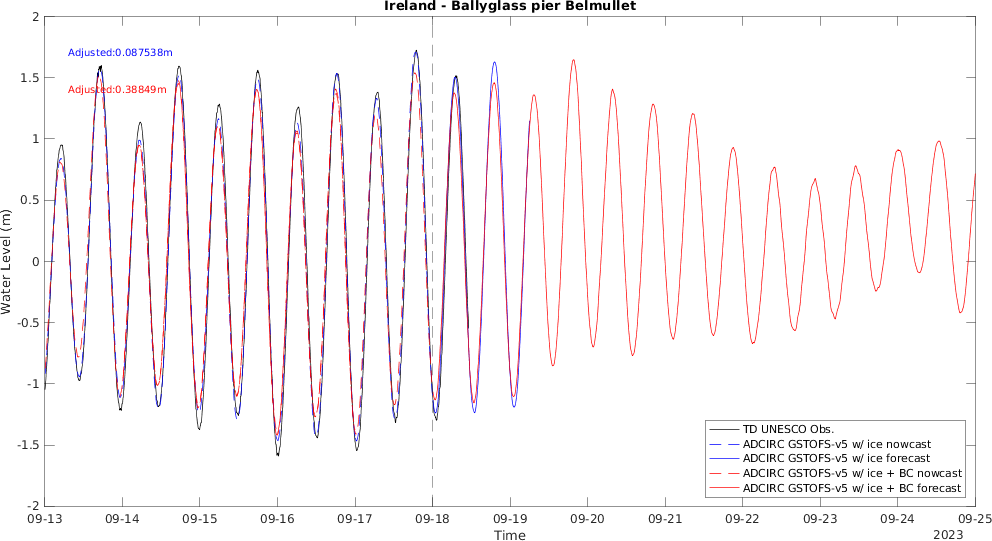 Ireland - Ballyglass pier Belmullet
Adjusted:0.087538m
Adjusted:0.38849m
Water Level (m)
2
1.5
1
0.5
0
-0.5
-1
-1.5
-2
TD UNESCO Obs.
ADCIRC GSTOFS-v5 w/ ice nowcast
ADCIRC GSTOFS-v5 w/ ice forecast
ADCIRC GSTOFS-v5 w/ ice + BC nowcast
ADCIRC GSTOFS-v5 w/ ice + BC forecast
09-13 09-14 09-15 09-16 09-17 09-18 09-19 09-20 09-21 09-22 09-23 09-24 09-25
Time
2023